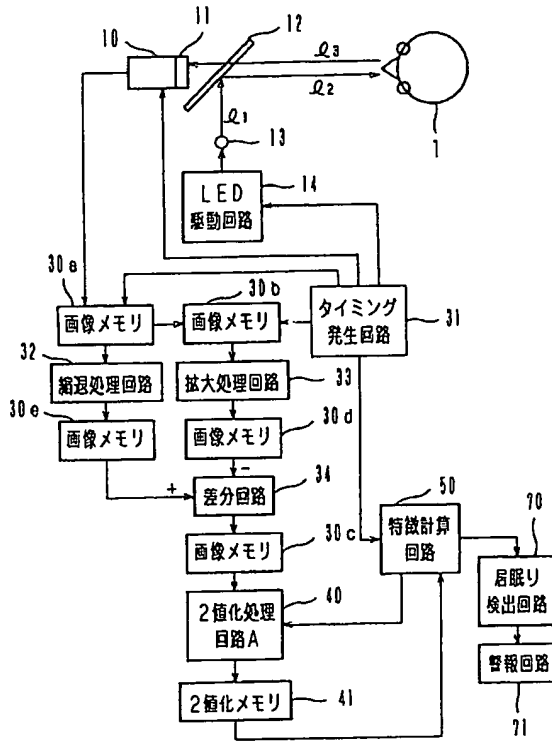 10
11
12
ℓ3
ℓ2
ℓ1
13
1
LED
駆動回路
14
30a
画像メモリ
30b
画像メモリ
タイミング
発生回路
31
32
縮退処理回路
拡大処理回路
33
30e
画像メモリ
画像メモリ
30d
+
-
差分回路
34
50
特徴計算
回路
画像メモリ
30c
70
居眠り
検出回路
2値化処理
回路A
40
警報回路
71
2値化メモリ
41